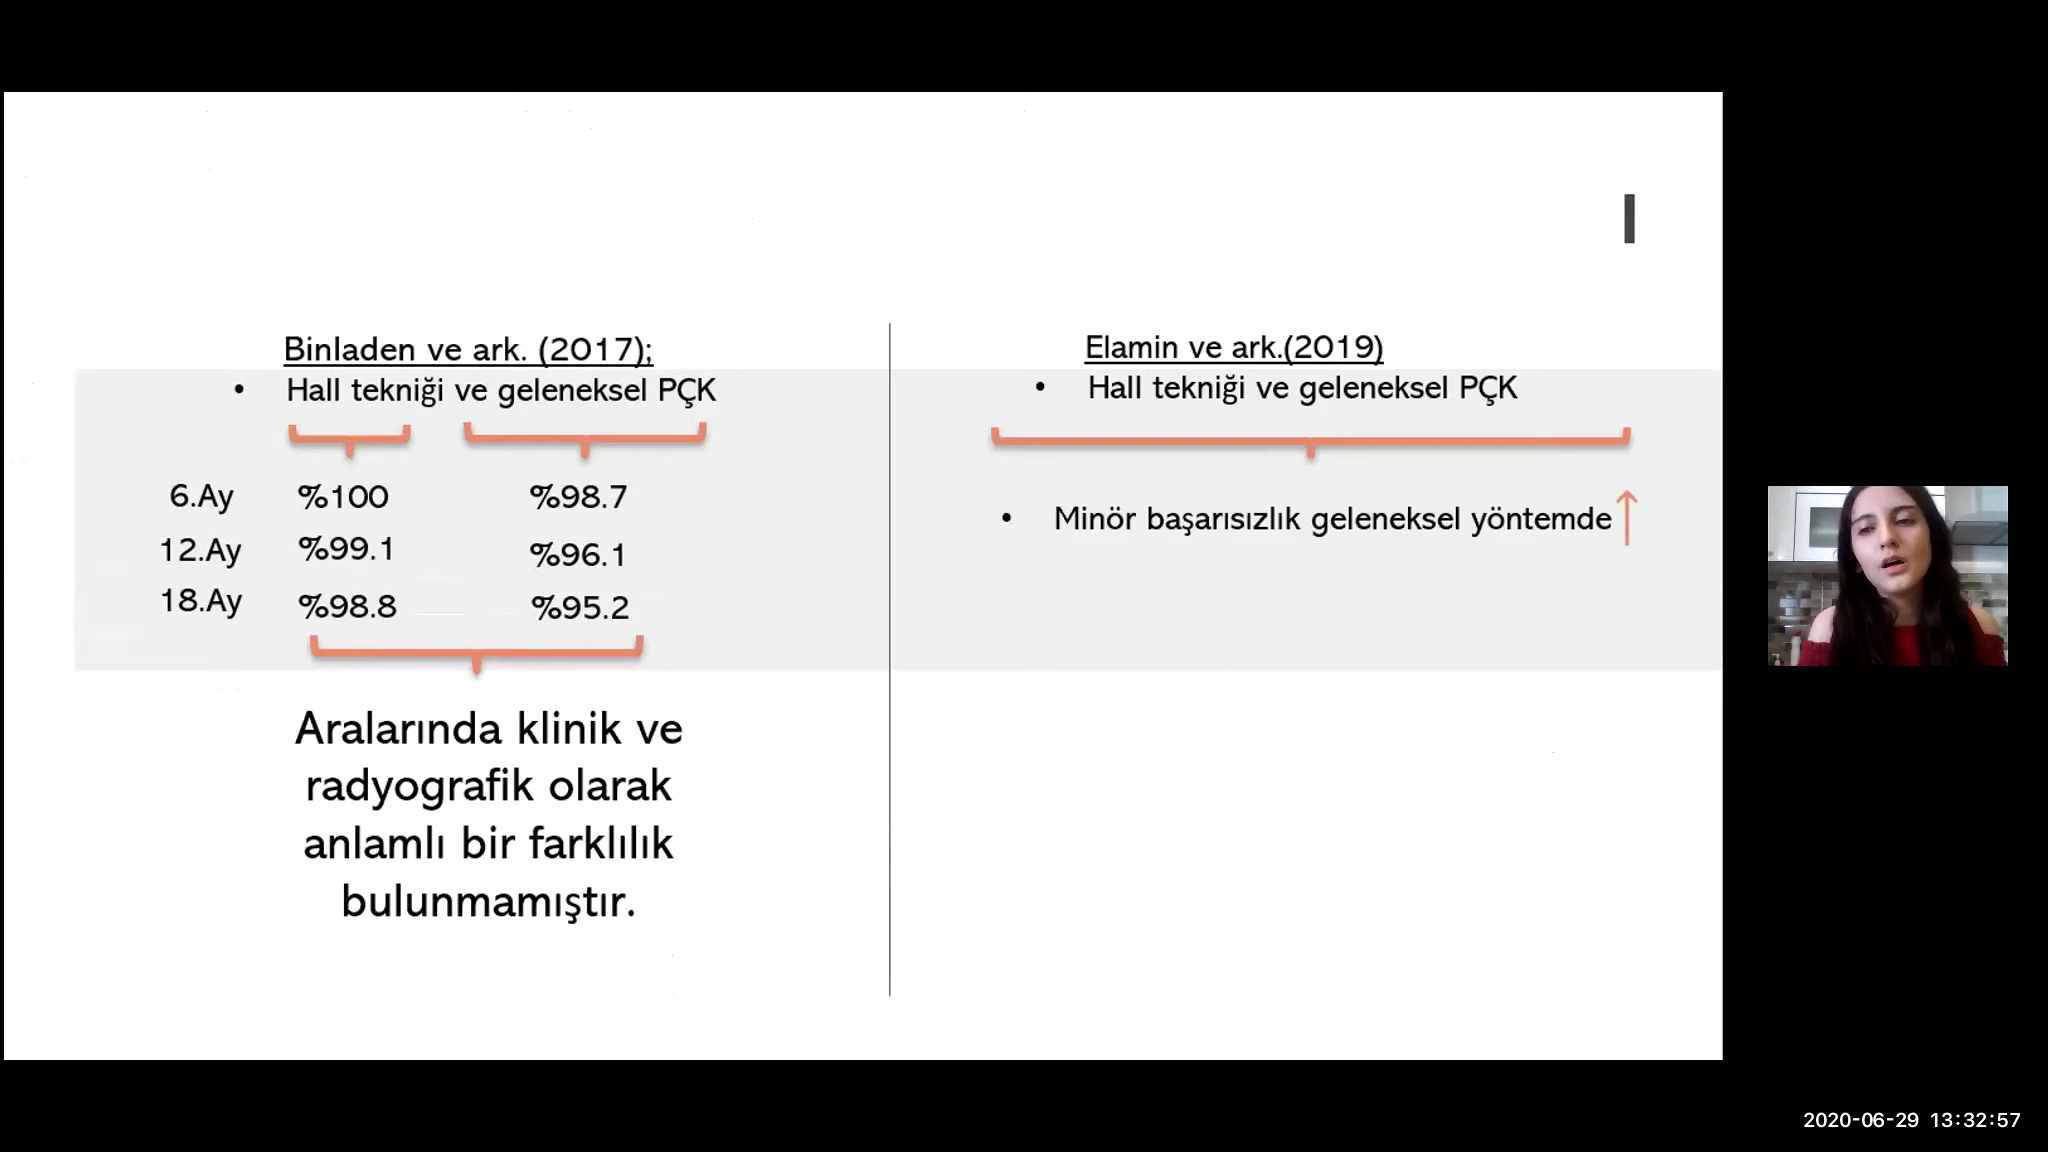 Binladen ve ark. (2017);
• Hall tekniği ve geleneksel PÇK
6.Ay %100 %98.7
12.Ay %99.1 %96.1
18.Ay %98.8 %95.2
Aralarında klinik ve
radyografik olarak
anlamlı bir farklılık
bulunmamıştır.
Elamin ve ark.(2019)
• Hall tekniği ve geleneksel PÇK
• Minör başarısızlık geleneksel yöntemde
2020-06-29 13:32:57